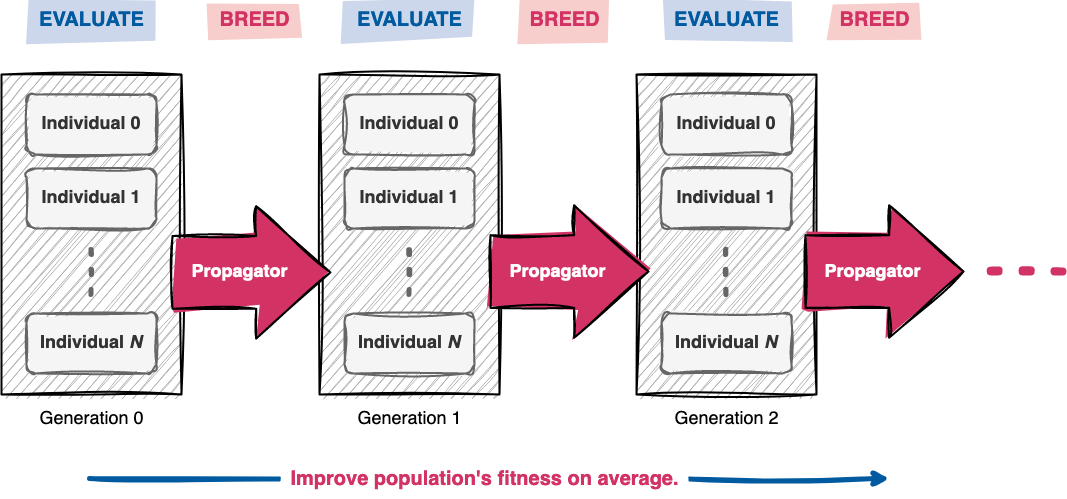 EVALUATE BREED EVALUATE BREED EVALUATE BREED
Individual 0 Individual 0 Individual 0
Individual 1 Individual 1 Individual 1
Propagator Propagator Propagator
Individual N Individual N Individual N
Generation 0 Generation 1 Generation 2
Improve population's fitness on average.